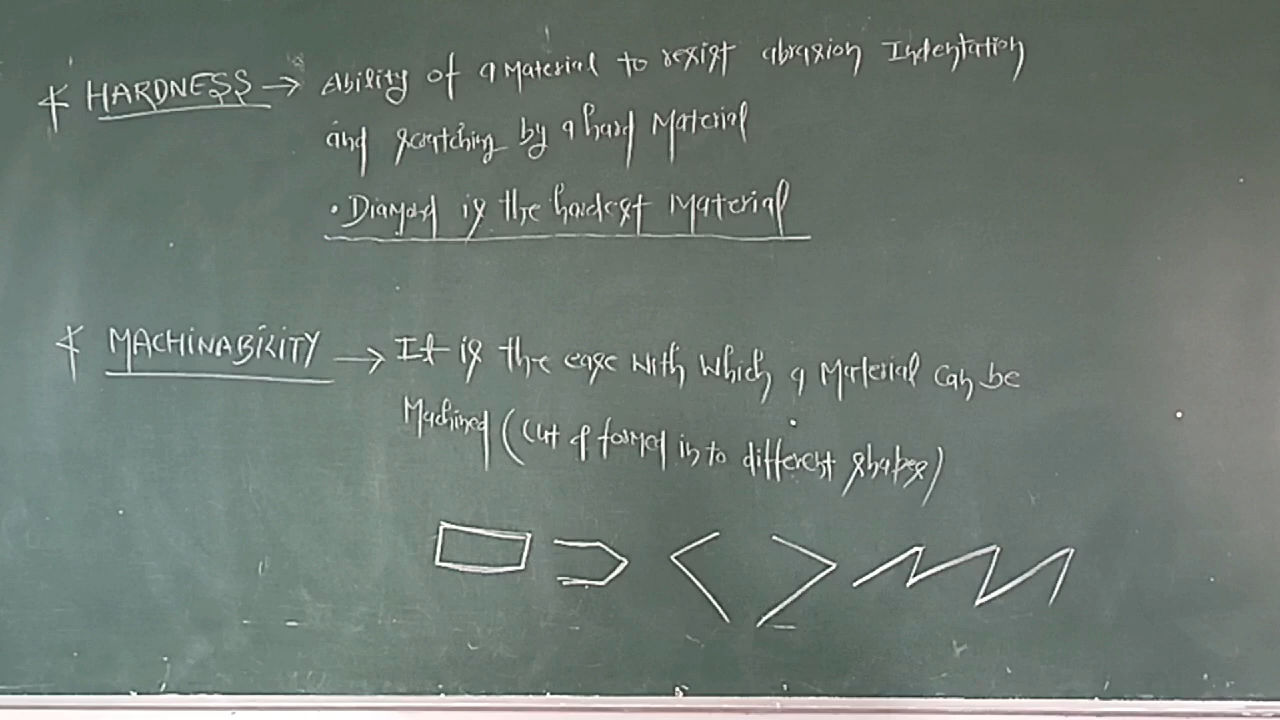 * HARDNESS → Ability of a Material to resist abrasion Indentation
and scratching by a hard Material
• Diamond is the hardest Material
* MACHINABILITY → It is the ease with which a Material can be
Machined (cut & formed in to different shapes)